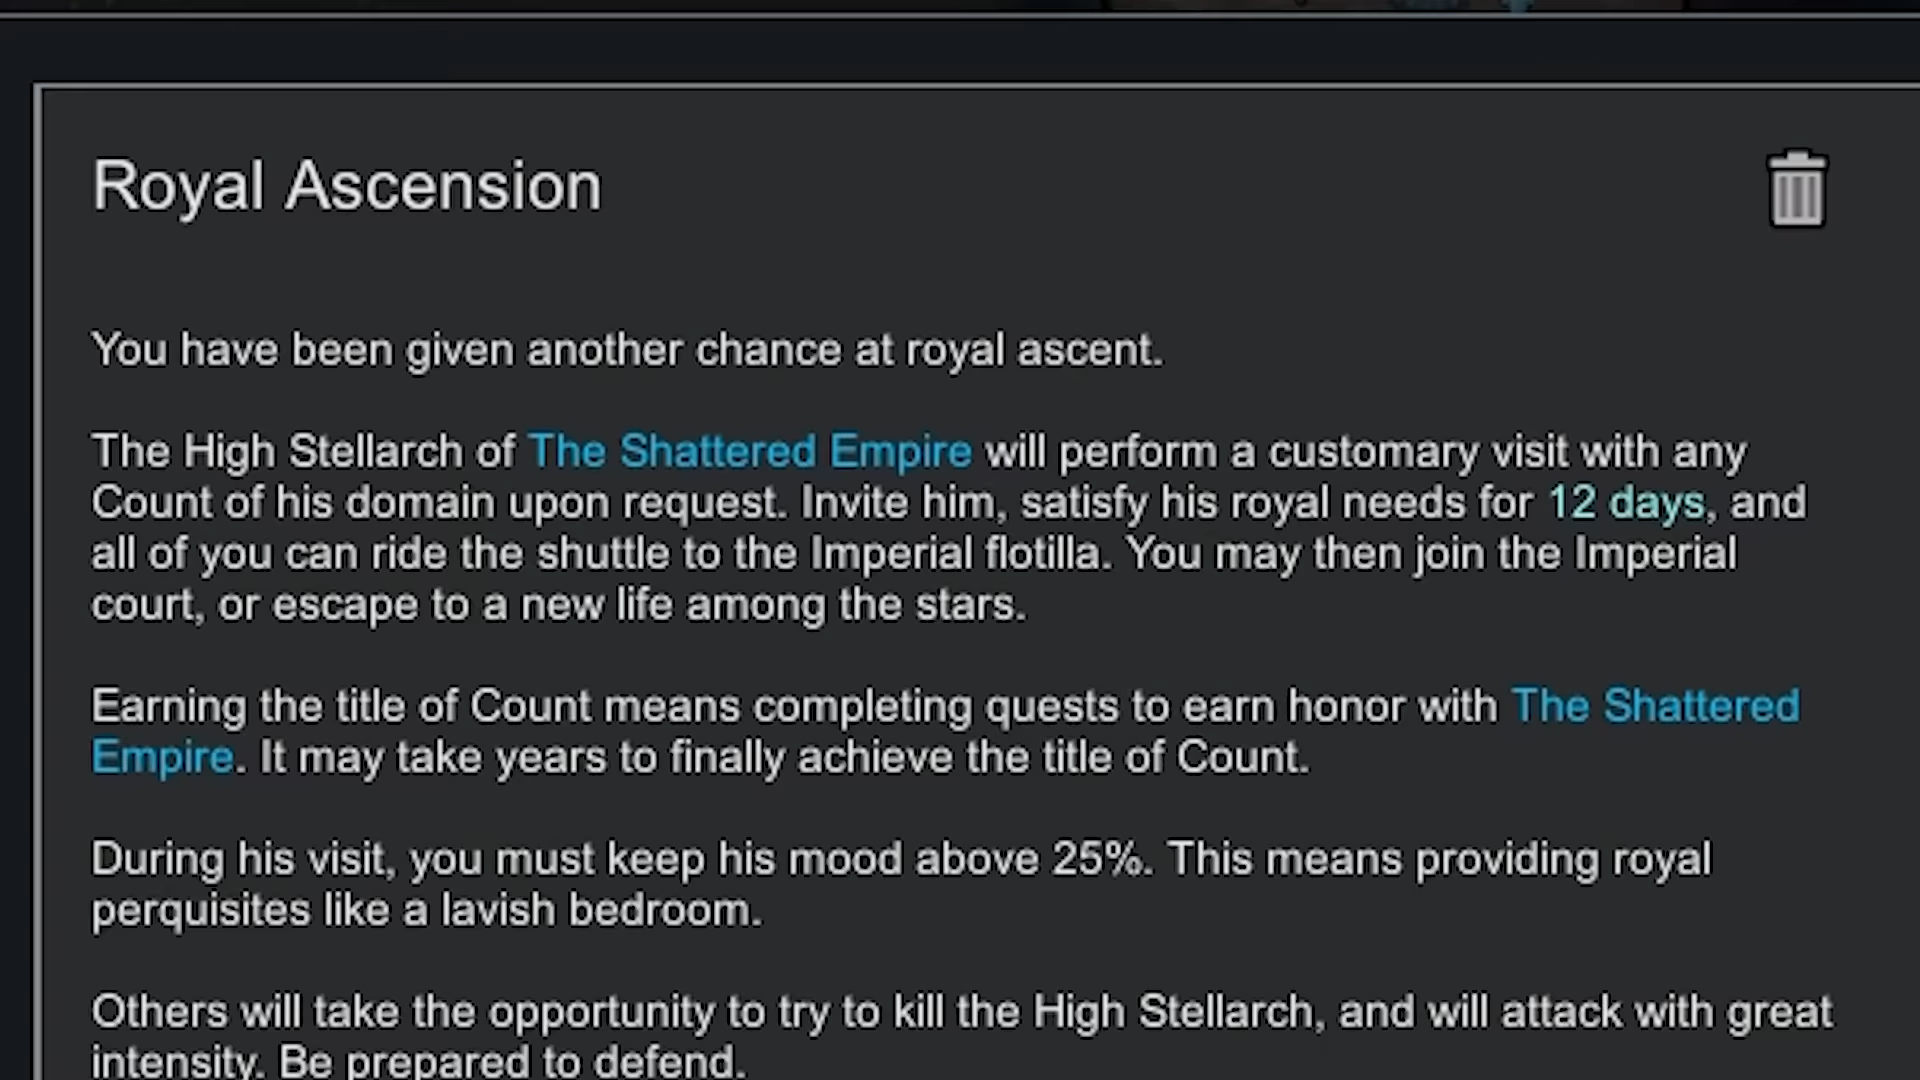 Royal Ascension
You have been given another chance at royal ascent.
The High Stellarch of The Shattered Empire will perform a customary visit with any
Count of his domain upon request. Invite him, satisfy his royal needs for 12 days, and
all of you can ride the shuttle to the Imperial flotilla. You may then join the Imperial
court, or escape to a new life among the stars.
Earning the title of Count means completing quests to earn honor with The Shattered
Empire. It may take years to finally achieve the title of Count.
During his visit, you must keep his mood above 25%. This means providing royal
perquisites like a lavish bedroom.
Others will take the opportunity to try to kill the High Stellarch, and will attack with great
intensity. Be prepared to defend.